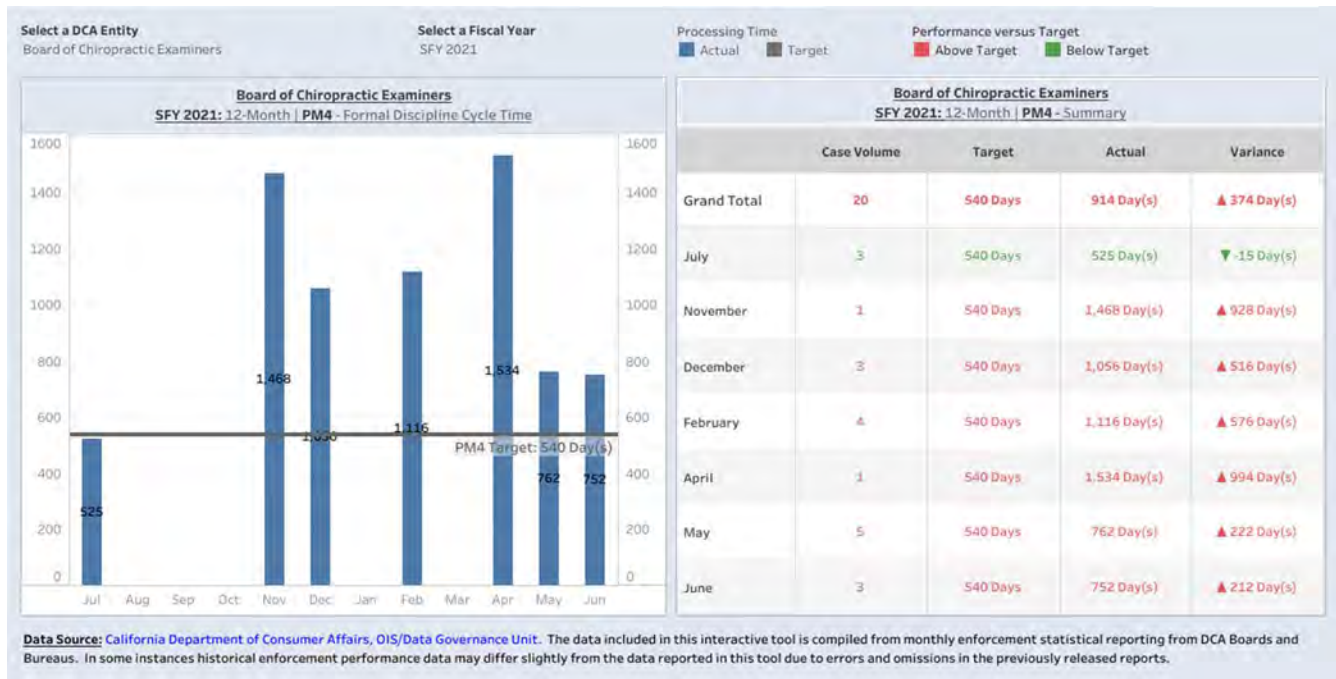 Select a DCA Entity
Board of Chiropractic Examiners
Select a Fiscal Year
SFY 2021
Processing Time
Actual Target
Performance versus Target
Above Target Below Target
Board of Chiropractic Examiners
SFY 2021: 12-Month | PM4 - Formal Discipline Cycle Time
1600 1600
1400 1400
1200 1200
1000 1000
800 800
600 600
400 400
200 200
0 0
525
1,468
1,056
1,116
1,534
762
752
PM4 Target: 540 Day(s)
Jul Aug Sep Oct Nov Dec Jan Feb Mar Apr May Jun
Board of Chiropractic Examiners
SFY 2021: 12-Month | PM4 - Summary
Case Volume Target Actual Variance
Grand Total 20 540 Days 914 Day(s) ▲ 374 Day(s)
July 3 540 Days 525 Day(s) ▼ -15 Day(s)
November 1 540 Days 1,468 Day(s) ▲ 928 Day(s)
December 3 540 Days 1,056 Day(s) ▲ 516 Day(s)
February 4 540 Days 1,116 Day(s) ▲ 576 Day(s)
April 1 540 Days 1,534 Day(s) ▲ 994 Day(s)
May 5 540 Days 762 Day(s) ▲ 222 Day(s)
June 3 540 Days 752 Day(s) ▲ 212 Day(s)
Data Source: California Department of Consumer Affairs, OIS/Data Governance Unit. The data included in this interactive tool is compiled from monthly enforcement statistical reporting from DCA Boards and
Bureaus. In some instances historical enforcement performance data may differ slightly from the data reported in this tool due to errors and omissions in the previously released reports.